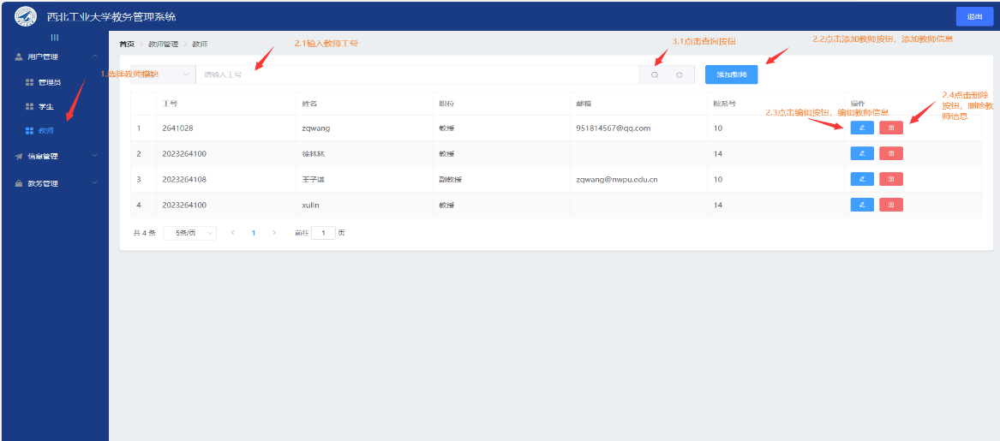 西北工业大学教务管理系统
退出
首页 > 教师管理 > 教师
2.1输入教师工号
3.1点击查询按钮
2.2点击添加教师按钮，添加教师信息
用户管理
管理员
学生
教师
信息管理
教务管理
1.选择教师模块
请输入工号
添加教师
2.4点击删除
按钮，删除教
师信息
2.3点击编辑按钮，编辑教师信息
工号 姓名 职位 邮箱 院系号 操作
1 2641028 zqwang 教授 951814567@qq.com 10
2 2023264100 徐林林 教授 14
3 2023264108 王子谦 副教授 zqwang@nwpu.edu.cn 10
4 2023264100 xulin 教授 14
共 4 条 5条/页 < 1 > 前往 1 页